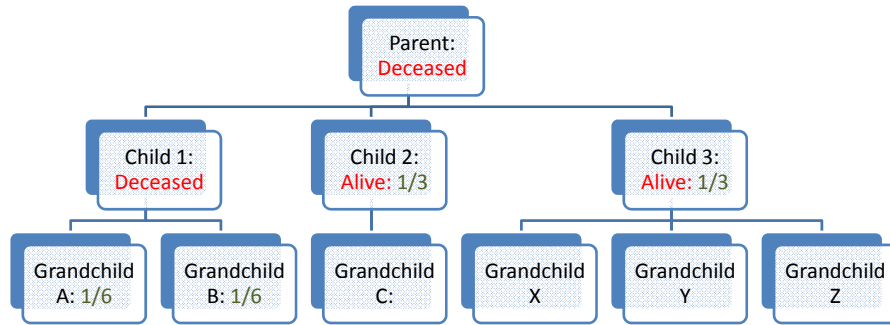 Parent:
Deceased
Child 1:
Deceased
Child 2:
Alive: 1/3
Child 3:
Alive: 1/3
Grandchild
A: 1/6
Grandchild
B: 1/6
Grandchild
C:
Grandchild
X
Grandchild
Y
Grandchild
Z